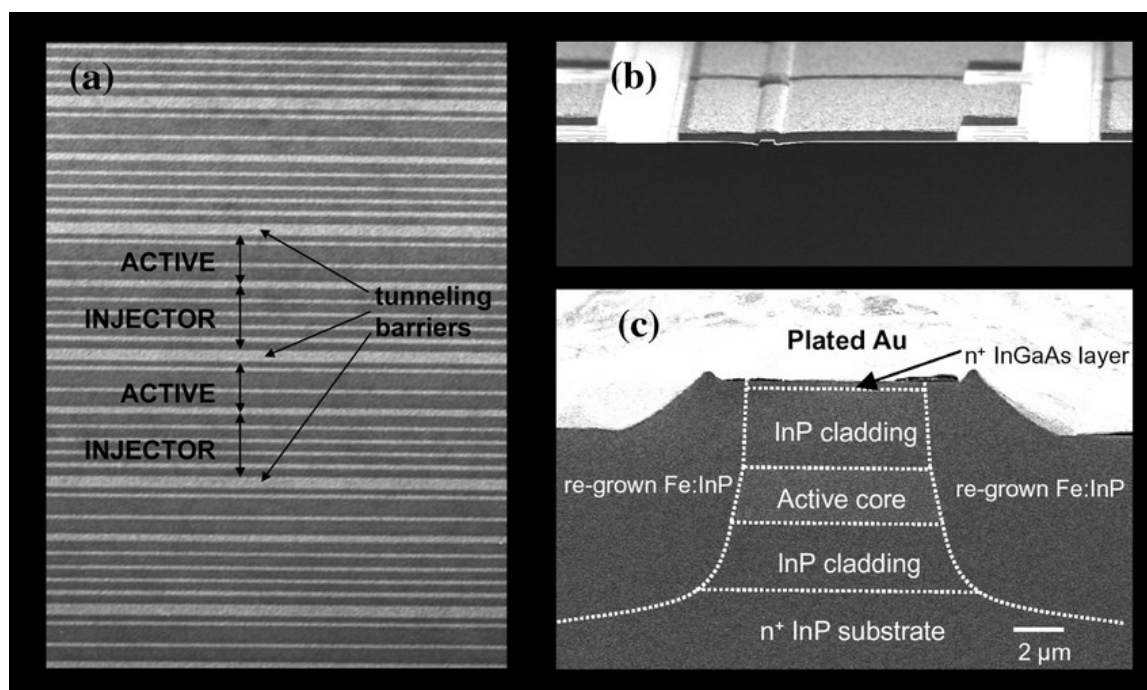 (a)
ACTIVE
INJECTOR
ACTIVE
INJECTOR
tunneling
barriers
(b)
(c)
Plated Au
n⁺ InGaAs layer
InP cladding
re-grown Fe:InP
Active core
re-grown Fe:InP
InP cladding
n⁺ InP substrate
2 μm